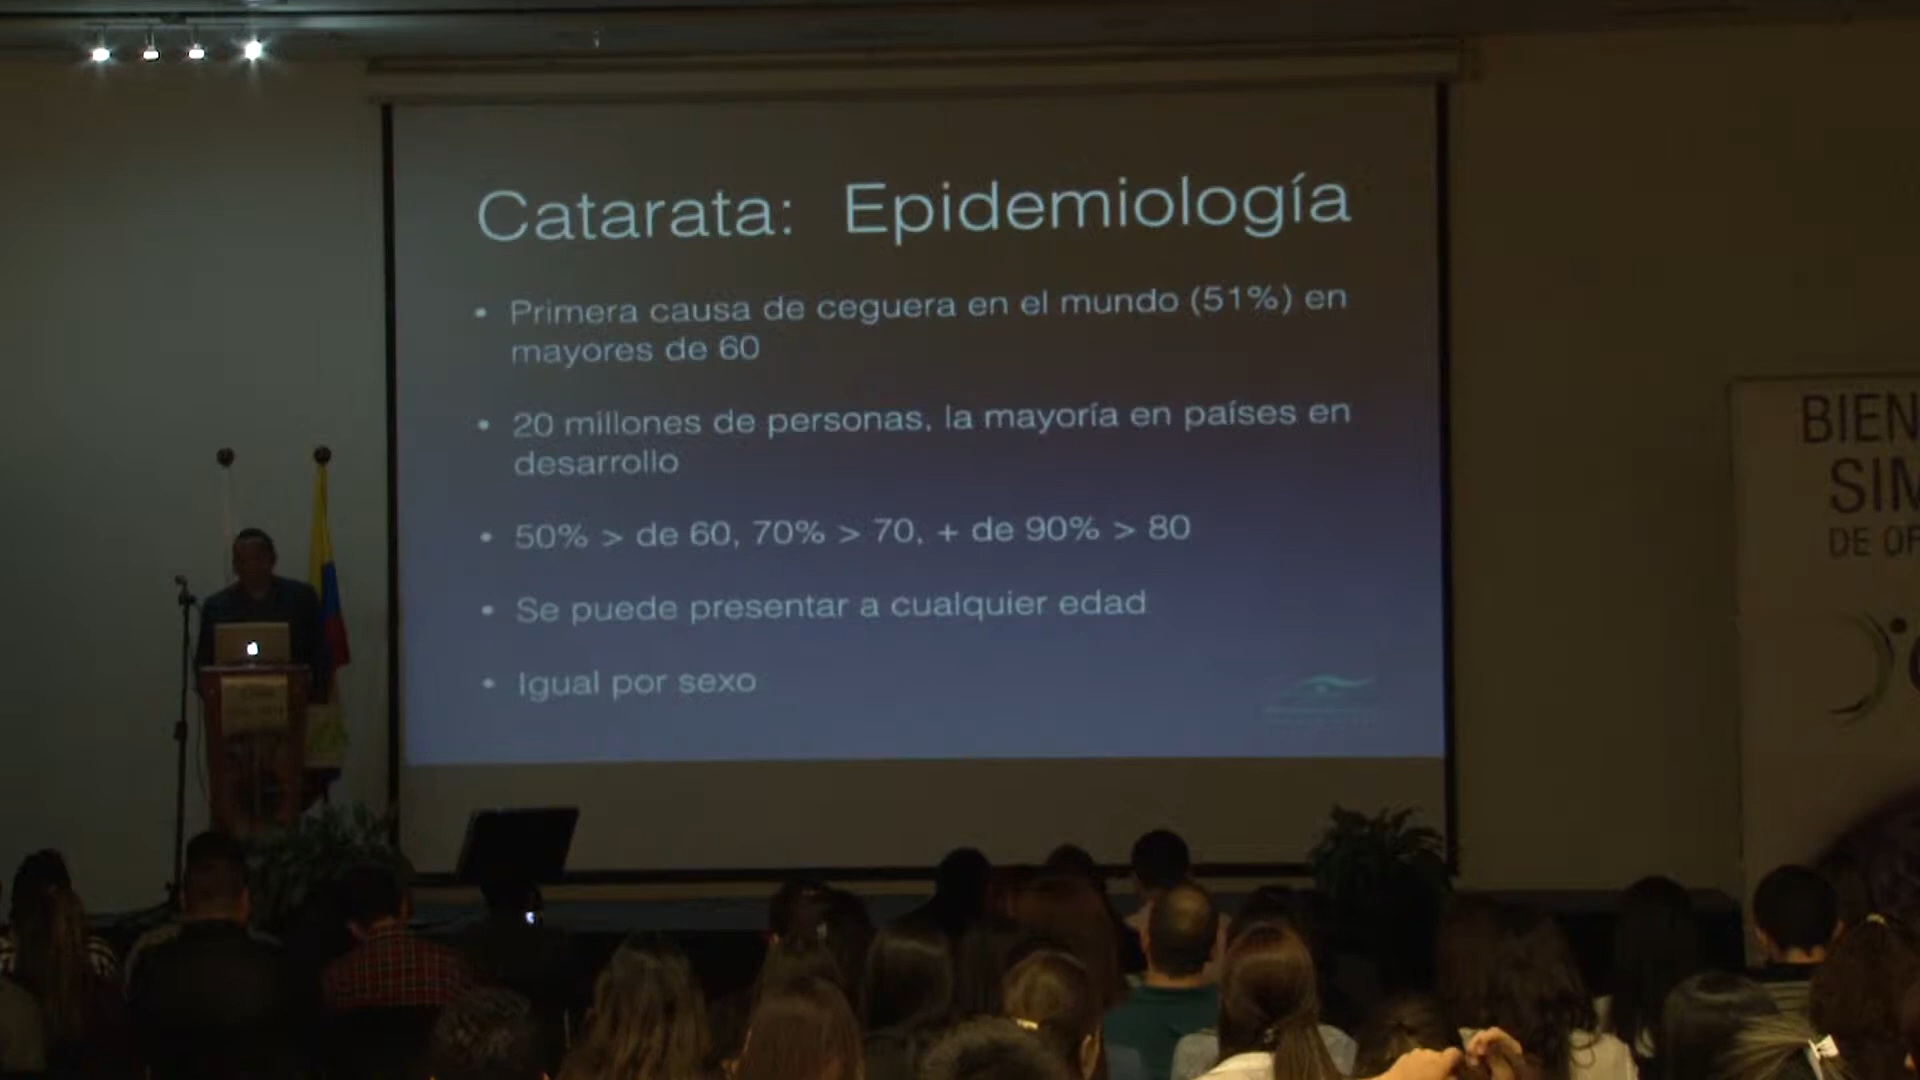 Catarata: Epidemiología
• Primera causa de ceguera en el mundo (51%) en
mayores de 60
• 20 millones de personas, la mayoría en países en
desarrollo
• 50% > de 60, 70% > 70, + de 90% > 80
• Se puede presentar a cualquier edad
• Igual por sexo
BIEN
SIM
DE OF